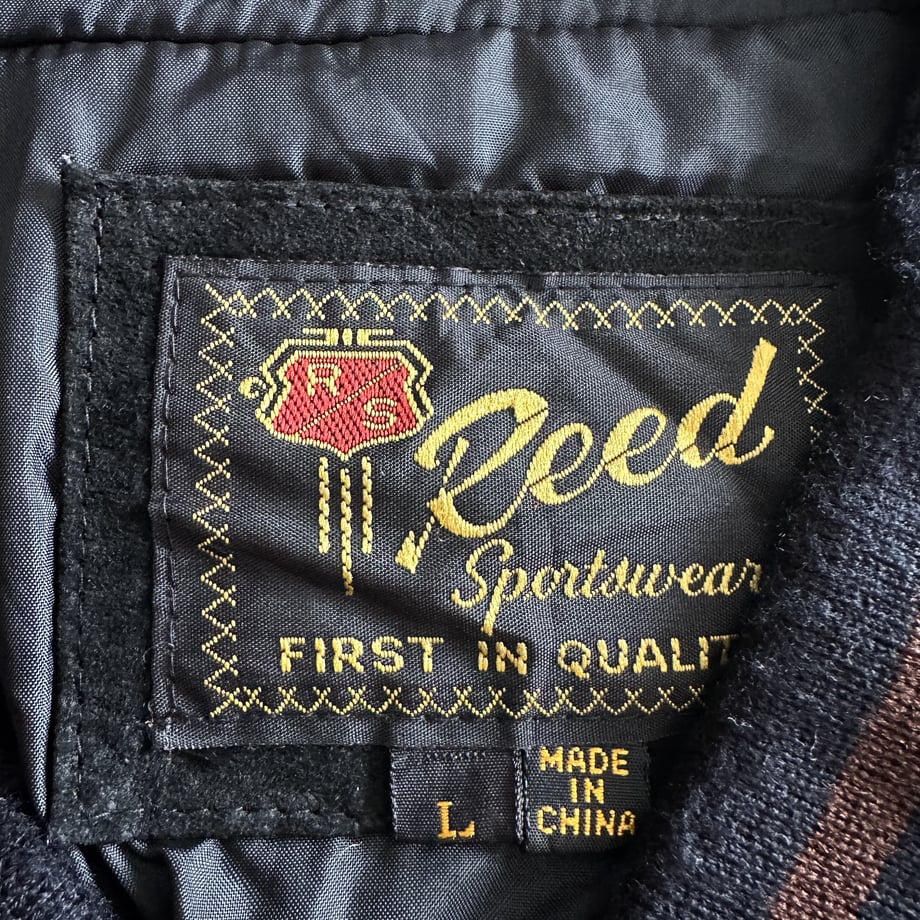 R
S
Reed
Sportswear
FIRST IN QUALIT
L
MADE
IN
CHINA